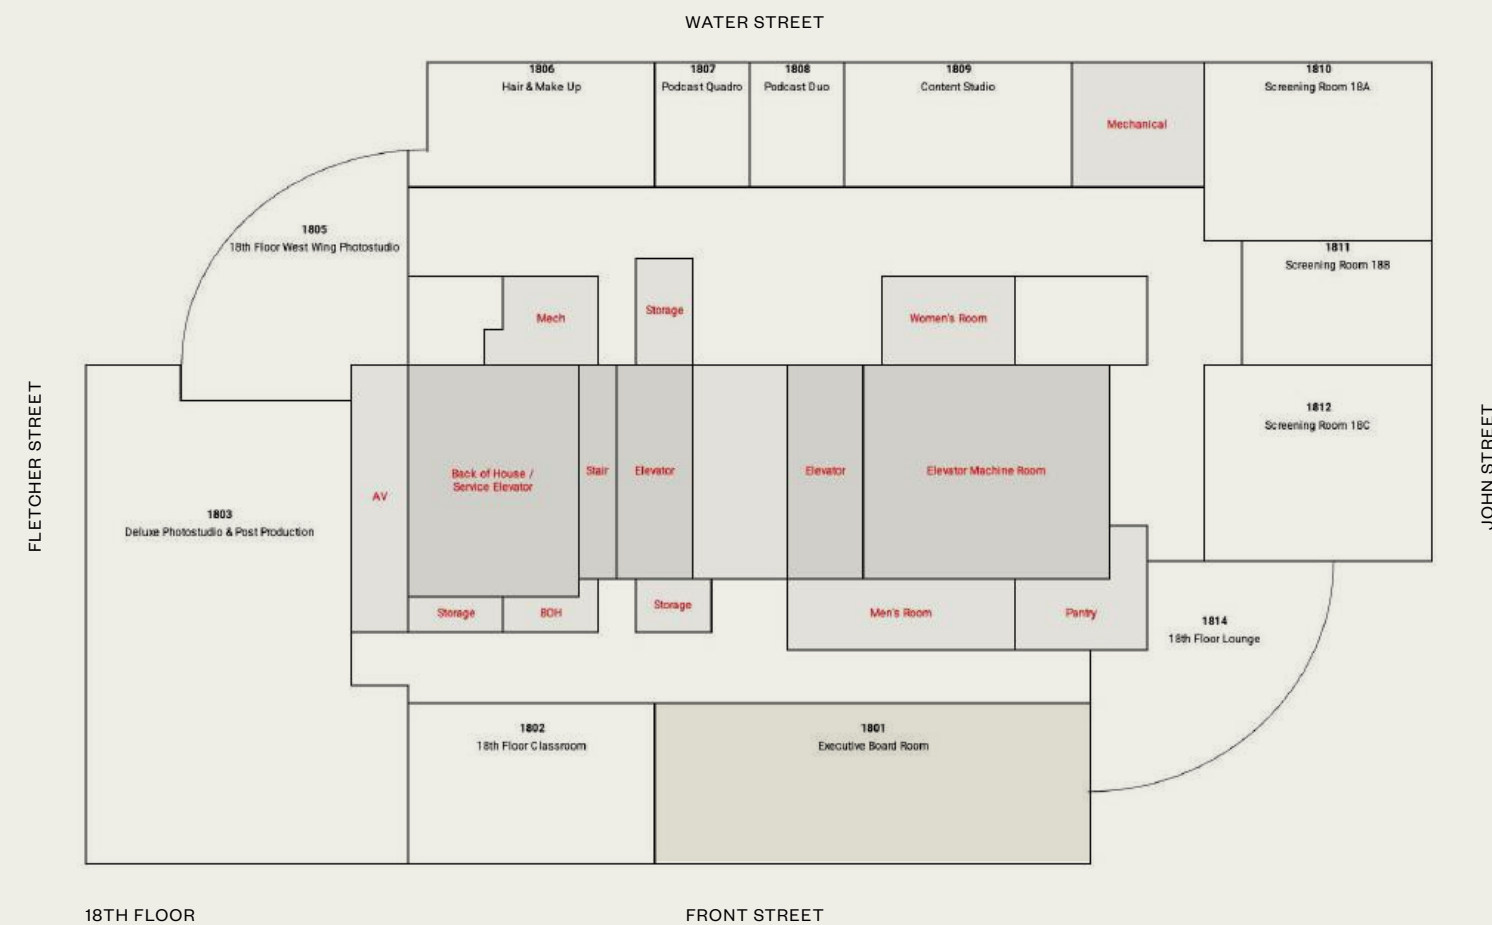 WATER STREET
1806
Hair & Make Up
1807
Podcast Quadro
1808
Podcast Duo
1809
Content Studio
Mechanical
1810
Screening Room 18A
1805
18th Floor West Wing Photostudio
1811
Screening Room 18B
Mech
Storage
Women's Room
FLETCHER STREET
1803
Deluxe Photostudio & Post Production
AV
Back of House /
Service Elevator
Stair
Elevator
Elevator
Elevator Machine Room
1812
Screening Room 18C
JOHN STREET
Storage
BOH
Storage
Men's Room
Pantry
1814
18th Floor Lounge
1802
18th Floor Classroom
1801
Executive Board Room
18TH FLOOR
FRONT STREET